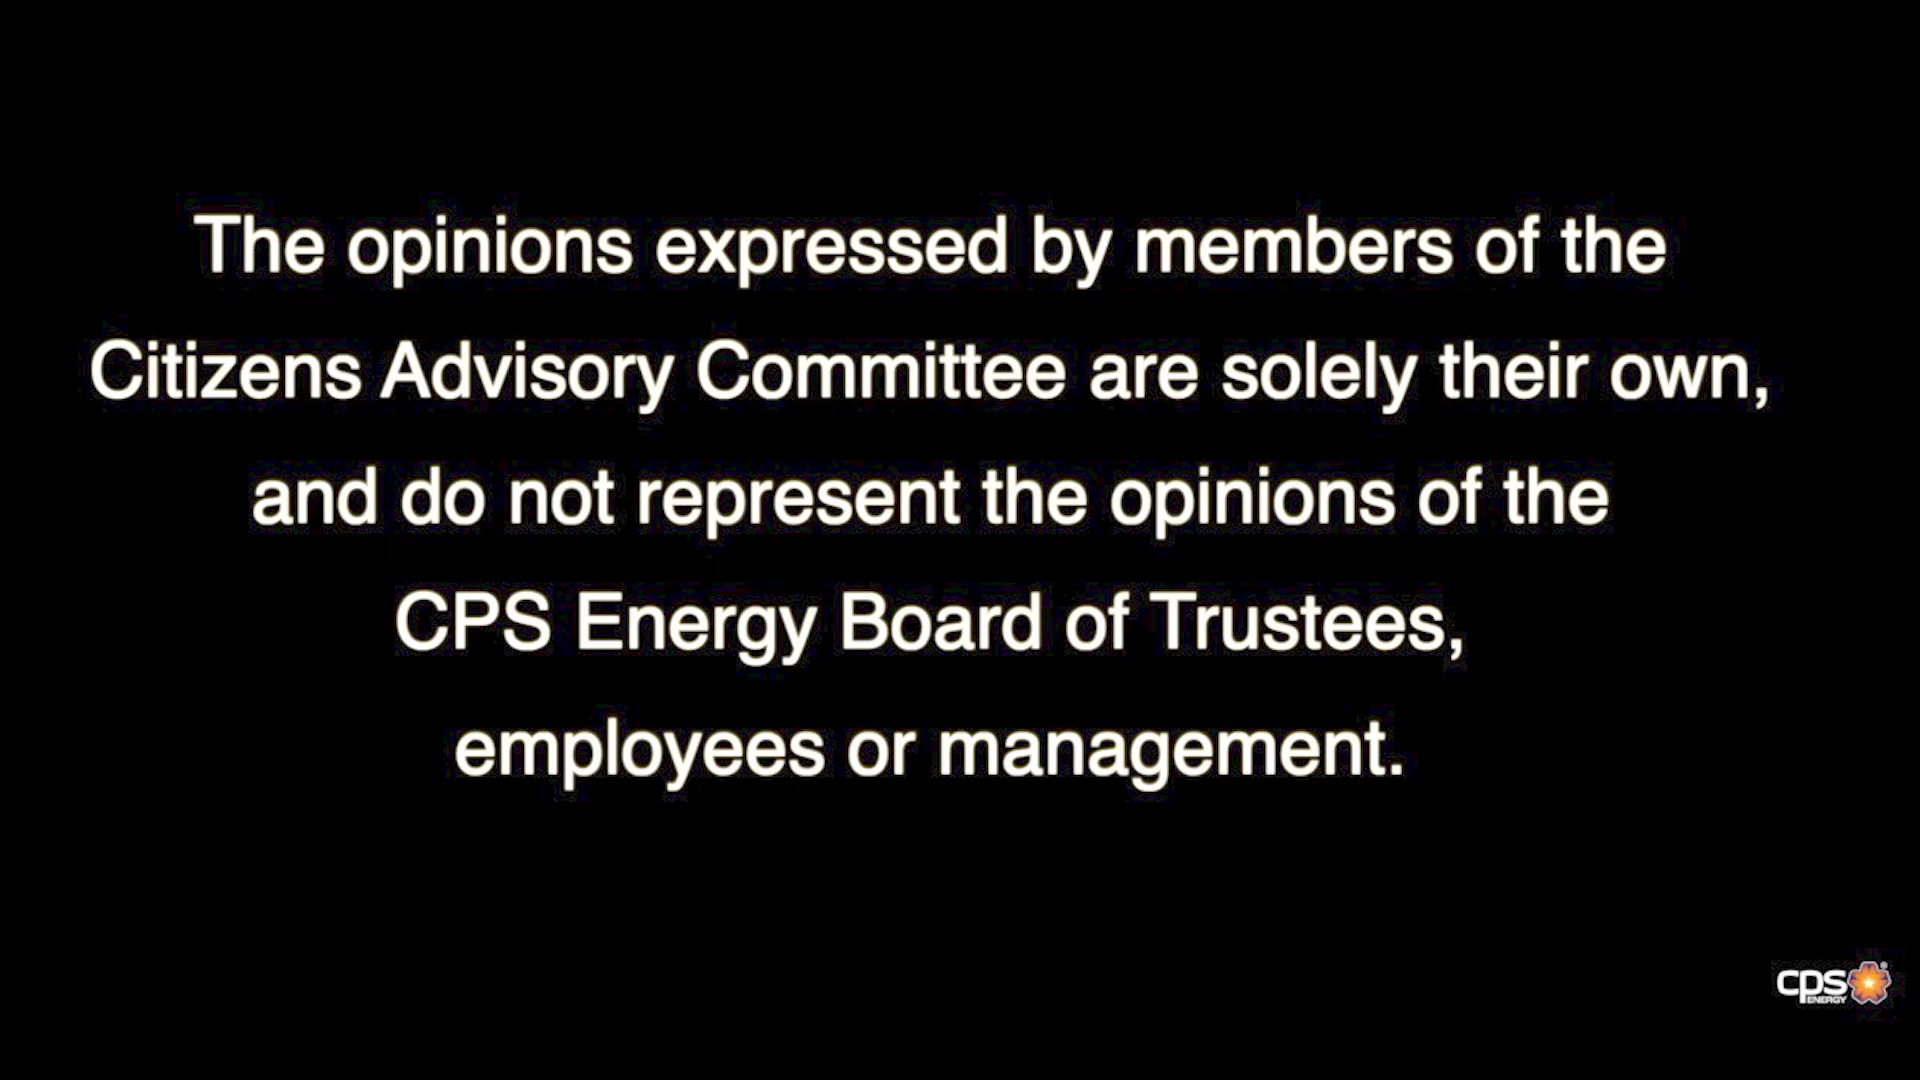 The opinions expressed by members of the
Citizens Advisory Committee are solely their own,
and do not represent the opinions of the
CPS Energy Board of Trustees,
employees or management.
cps
ENERGY